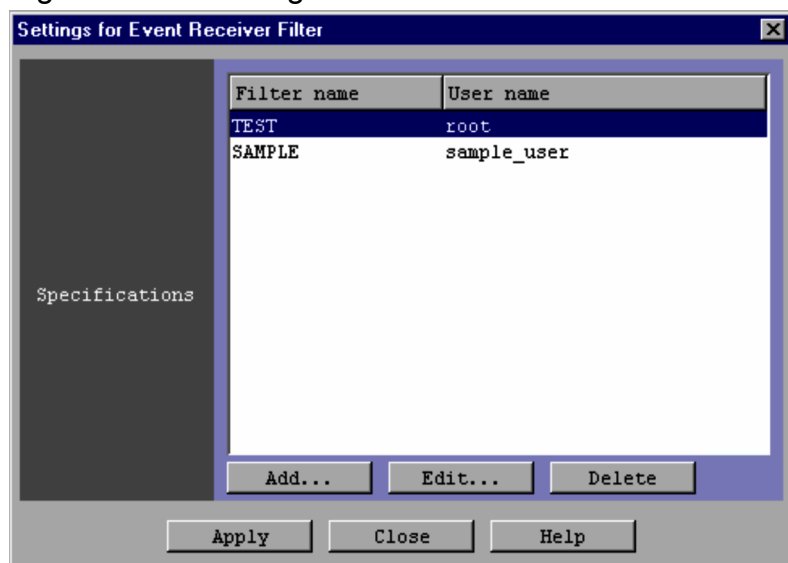 Settings for Event Receiver Filter
Filter name User name
TEST root
SAMPLE sample_user
Specifications
Add... Edit... Delete
Apply Close Help